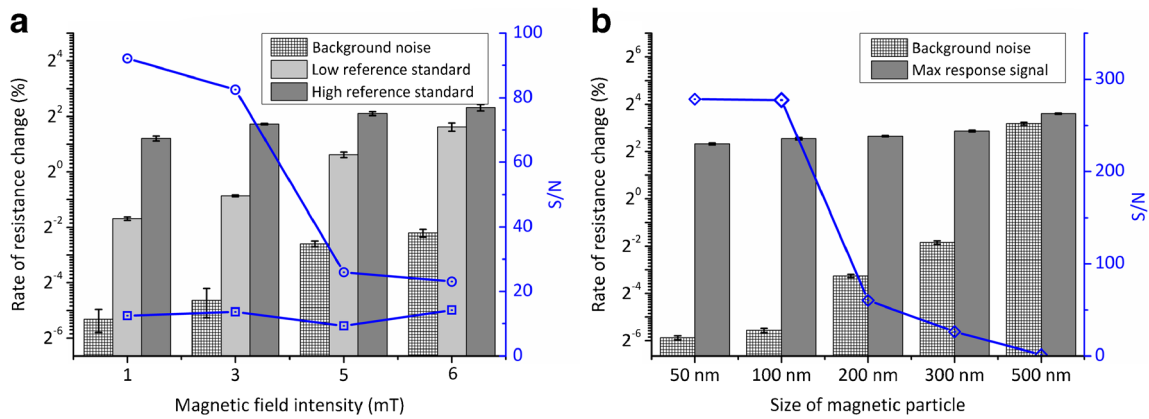 a
Rate of resistance change (%)
2^4
2^2
2^0
2^-2
2^-4
2^-6
Background noise
Low reference standard
High reference standard
100
80
60
40
20
0
S/N
1 3 5 6
Magnetic field intensity (mT)
b
Rate of resistance change (%)
2^6
2^4
2^2
2^0
2^-2
2^-4
2^-6
Background noise
Max response signal
300
200
100
0
S/N
50 nm 100 nm 200 nm 300 nm 500 nm
Size of magnetic particle